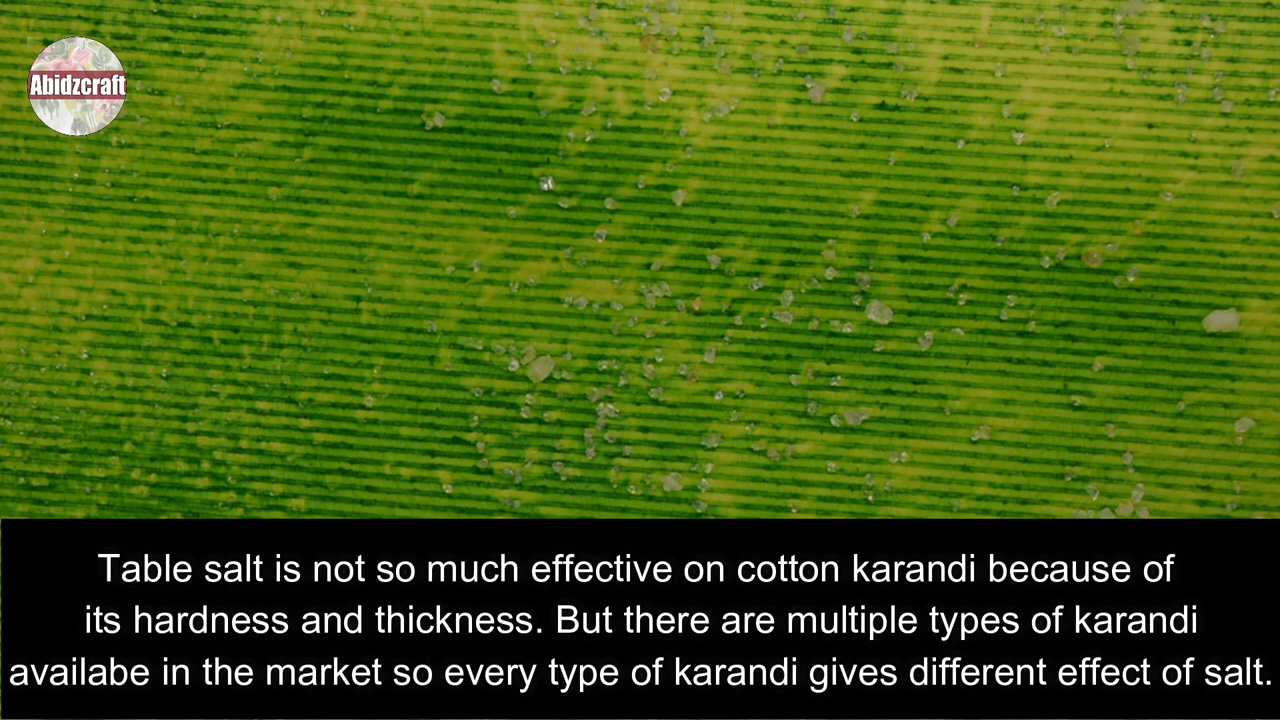 Abidzcraft
Table salt is not so much effective on cotton karandi because of
its hardness and thickness. But there are multiple types of karandi
availabe in the market so every type of karandi gives different effect of salt.